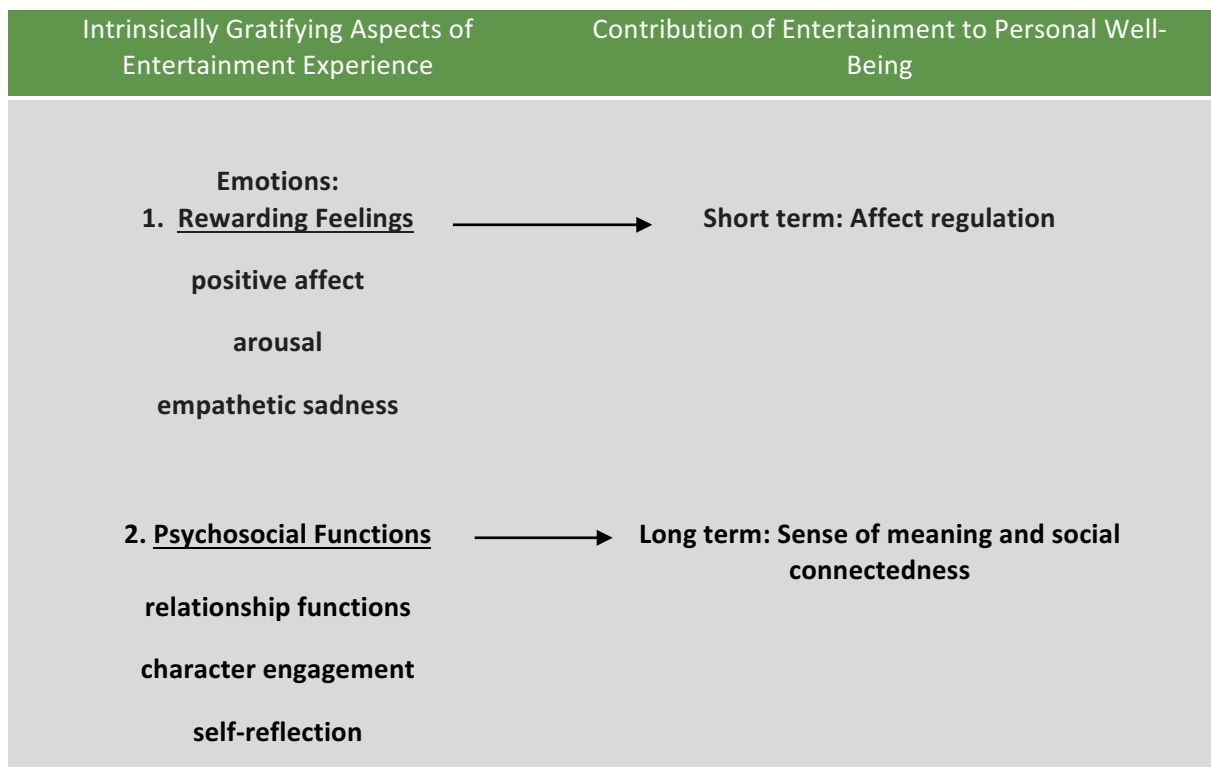 Intrinsically Gratifying Aspects of
Entertainment Experience
Contribution of Entertainment to Personal Well-
Being
Emotions:
1. Rewarding Feelings
Short term: Affect regulation
positive affect
arousal
empathetic sadness
2. Psychosocial Functions
Long term: Sense of meaning and social
connectedness
relationship functions
character engagement
self-reflection